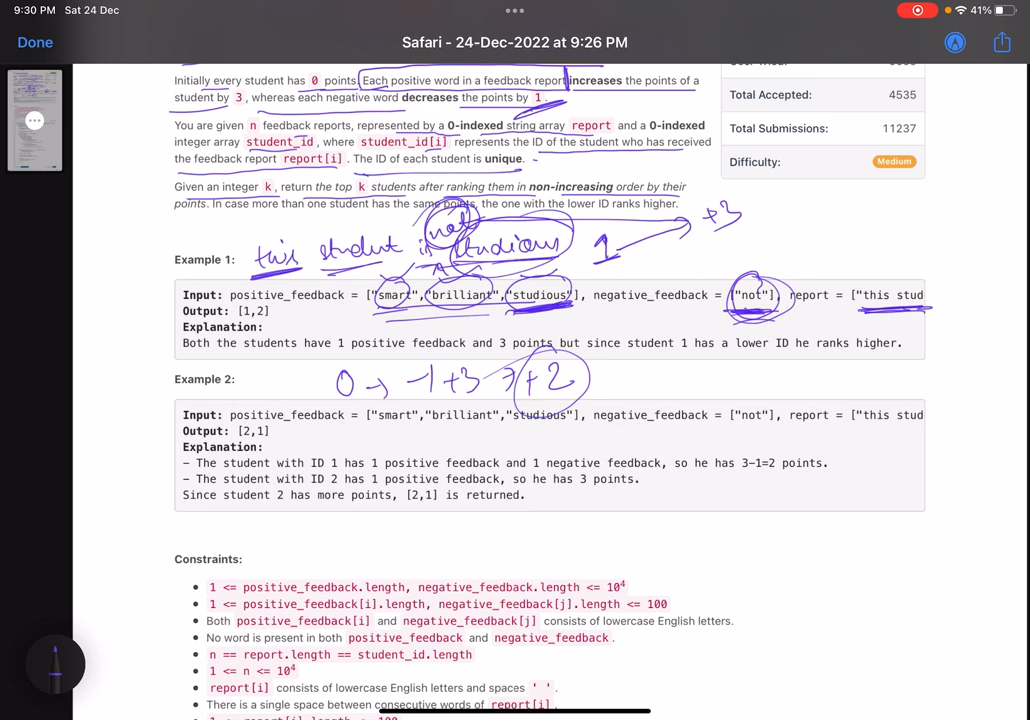 9:30 PM Sat 24 Dec
41%
Done
Safari - 24-Dec-2022 at 9:26 PM
Initially every student has 0 points. Each positive word in a feedback report increases the points of a
student by 3, whereas each negative word decreases the points by 1.
You are given n feedback reports, represented by a 0-indexed string array report and a 0-indexed
integer array student_id, where student_id[i] represents the ID of the student who has received
the feedback report report[i]. The ID of each student is unique.
Given an integer k, return the top k students after ranking them in non-increasing order by their
points. In case more than one student has the same points, the one with the lower ID ranks higher.
Total Accepted: 4535
Total Submissions: 11237
Difficulty: Medium
not
+3
this student is studious 1
Example 1:
Input: positive_feedback = ["smart","brilliant","studious"], negative_feedback = ["not"], report = ["this stud
Output: [1,2]
Explanation:
Both the students have 1 positive feedback and 3 points but since student 1 has a lower ID he ranks higher.
Example 2:
0 → -1+3 → +2
Input: positive_feedback = ["smart","brilliant","studious"], negative_feedback = ["not"], report = ["this stud
Output: [2,1]
Explanation:
- The student with ID 1 has 1 positive feedback and 1 negative feedback, so he has 3-1=2 points.
- The student with ID 2 has 1 positive feedback, so he has 3 points.
Since student 2 has more points, [2,1] is returned.
Constraints:
1 <= positive_feedback.length, negative_feedback.length <= 10⁴
1 <= positive_feedback[i].length, negative_feedback[j].length <= 100
Both positive_feedback[i] and negative_feedback[j] consists of lowercase English letters.
No word is present in both positive_feedback and negative_feedback.
n == report.length == student_id.length
1 <= n <= 10⁴
report[i] consists of lowercase English letters and spaces ' '.
There is a single space between consecutive words of report[i].